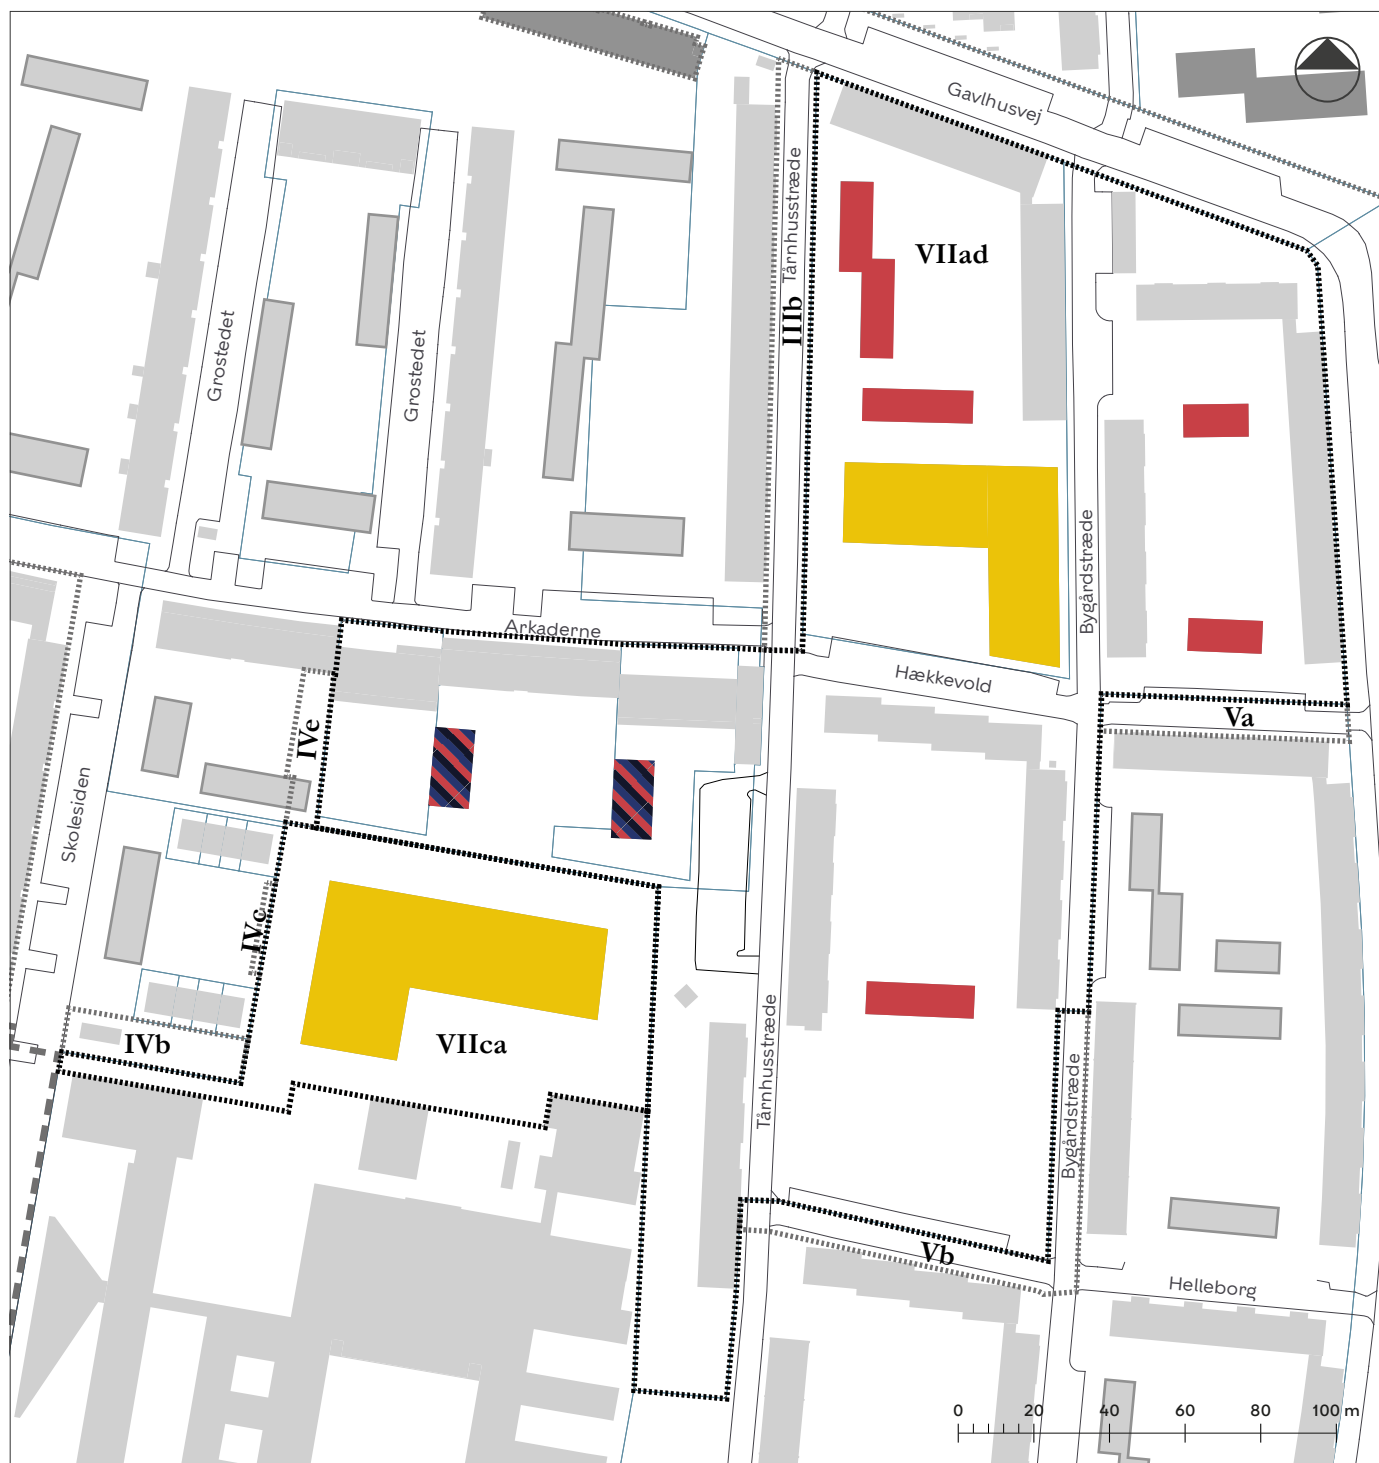 Gavlhusvej
Tårnhusstræde
VIIad
IIIb
Grostedet
Grostedet
Bygårdstræde
Arkaderne
Hækkevold
Va
IVe
Skolesiden
IVc
Tårnhusstræde
IVb
VIIca
Bygårdstræde
Vb
Helleborg
0 20 40 60 80 100 m